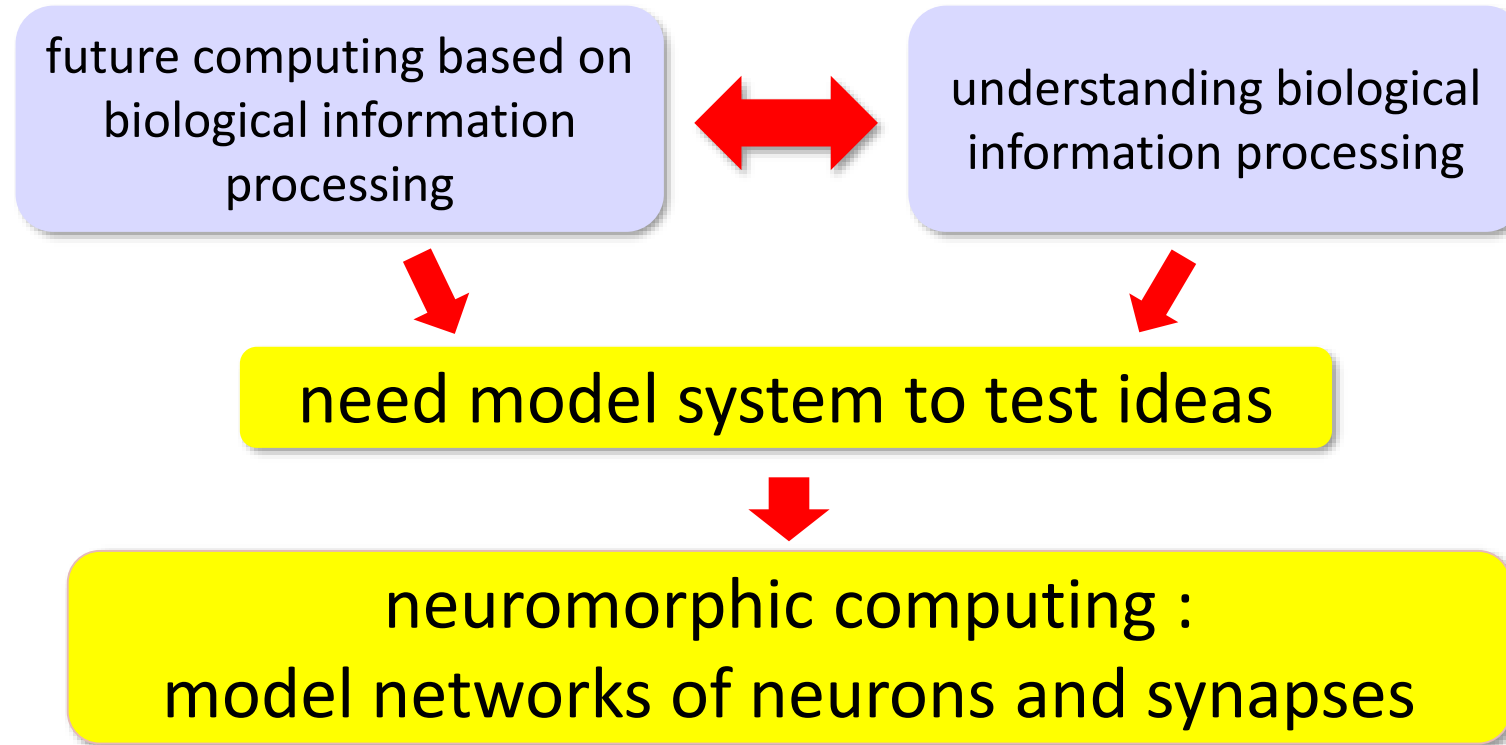 future computing based on
biological information
processing
understanding biological
information processing
need model system to test ideas
neuromorphic computing :
model networks of neurons and synapses